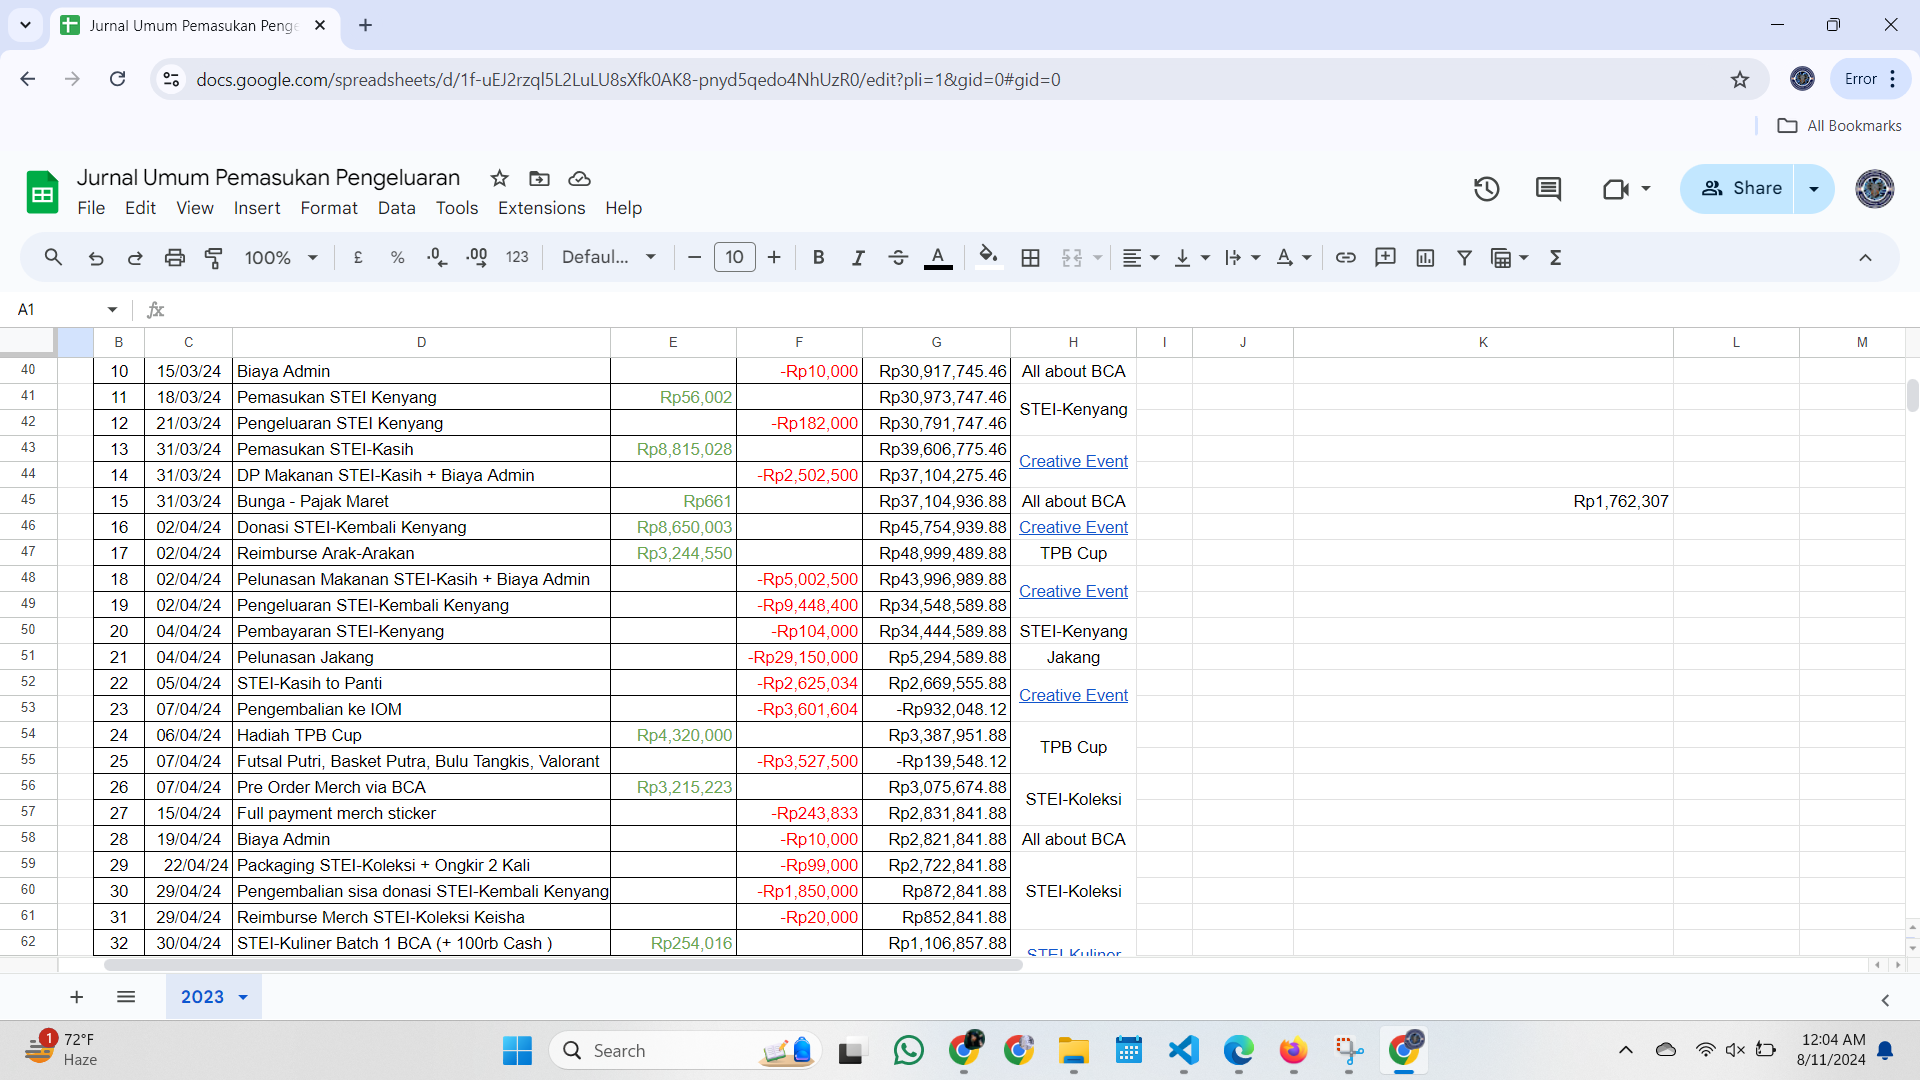 Jurnal Umum Pemasukan Penge
docs.google.com/spreadsheets/d/1f-uEJ2rzql5L2LuLU8sXfk0AK8-pnyd5qedo4NhUzR0/edit?pli=1&gid=0#gid=0
Error
All Bookmarks
Jurnal Umum Pemasukan Pengeluaran
File Edit View Insert Format Data Tools Extensions Help
Share
100% £ % .0 .00 123 Defaul... 10 B I A
A1 fx
B C D E F G H I J K L M
40 10 15/03/24 Biaya Admin -Rp10,000 Rp30,917,745.46 All about BCA
41 11 18/03/24 Pemasukan STEI Kenyang Rp56,002 Rp30,973,747.46 STEI-Kenyang
42 12 21/03/24 Pengeluaran STEI Kenyang -Rp182,000 Rp30,791,747.46
43 13 31/03/24 Pemasukan STEI-Kasih Rp8,815,028 Rp39,606,775.46 Creative Event
44 14 31/03/24 DP Makanan STEI-Kasih + Biaya Admin -Rp2,502,500 Rp37,104,275.46
45 15 31/03/24 Bunga - Pajak Maret Rp661 Rp37,104,936.88 All about BCA Rp1,762,307
46 16 02/04/24 Donasi STEI-Kembali Kenyang Rp8,650,003 Rp45,754,939.88 Creative Event
47 17 02/04/24 Reimburse Arak-Arakan Rp3,244,550 Rp48,999,489.88 TPB Cup
48 18 02/04/24 Pelunasan Makanan STEI-Kasih + Biaya Admin -Rp5,002,500 Rp43,996,989.88 Creative Event
49 19 02/04/24 Pengeluaran STEI-Kembali Kenyang -Rp9,448,400 Rp34,548,589.88
50 20 04/04/24 Pembayaran STEI-Kenyang -Rp104,000 Rp34,444,589.88 STEI-Kenyang
51 21 04/04/24 Pelunasan Jakang -Rp29,150,000 Rp5,294,589.88 Jakang
52 22 05/04/24 STEI-Kasih to Panti -Rp2,625,034 Rp2,669,555.88 Creative Event
53 23 07/04/24 Pengembalian ke IOM -Rp3,601,604 -Rp932,048.12
54 24 06/04/24 Hadiah TPB Cup Rp4,320,000 Rp3,387,951.88 TPB Cup
55 25 07/04/24 Futsal Putri, Basket Putra, Bulu Tangkis, Valorant -Rp3,527,500 -Rp139,548.12
56 26 07/04/24 Pre Order Merch via BCA Rp3,215,223 Rp3,075,674.88 STEI-Koleksi
57 27 15/04/24 Full payment merch sticker -Rp243,833 Rp2,831,841.88
58 28 19/04/24 Biaya Admin -Rp10,000 Rp2,821,841.88 All about BCA
59 29 22/04/24 Packaging STEI-Koleksi + Ongkir 2 Kali -Rp99,000 Rp2,722,841.88 STEI-Koleksi
60 30 29/04/24 Pengembalian sisa donasi STEI-Kembali Kenyang -Rp1,850,000 Rp872,841.88
61 31 29/04/24 Reimburse Merch STEI-Koleksi Keisha -Rp20,000 Rp852,841.88
62 32 30/04/24 STEI-Kuliner Batch 1 BCA (+ 100rb Cash ) Rp254,016 Rp1,106,857.88 STEI-Kuliner
2023
1 72°F
Haze
Search
12:04 AM
8/11/2024